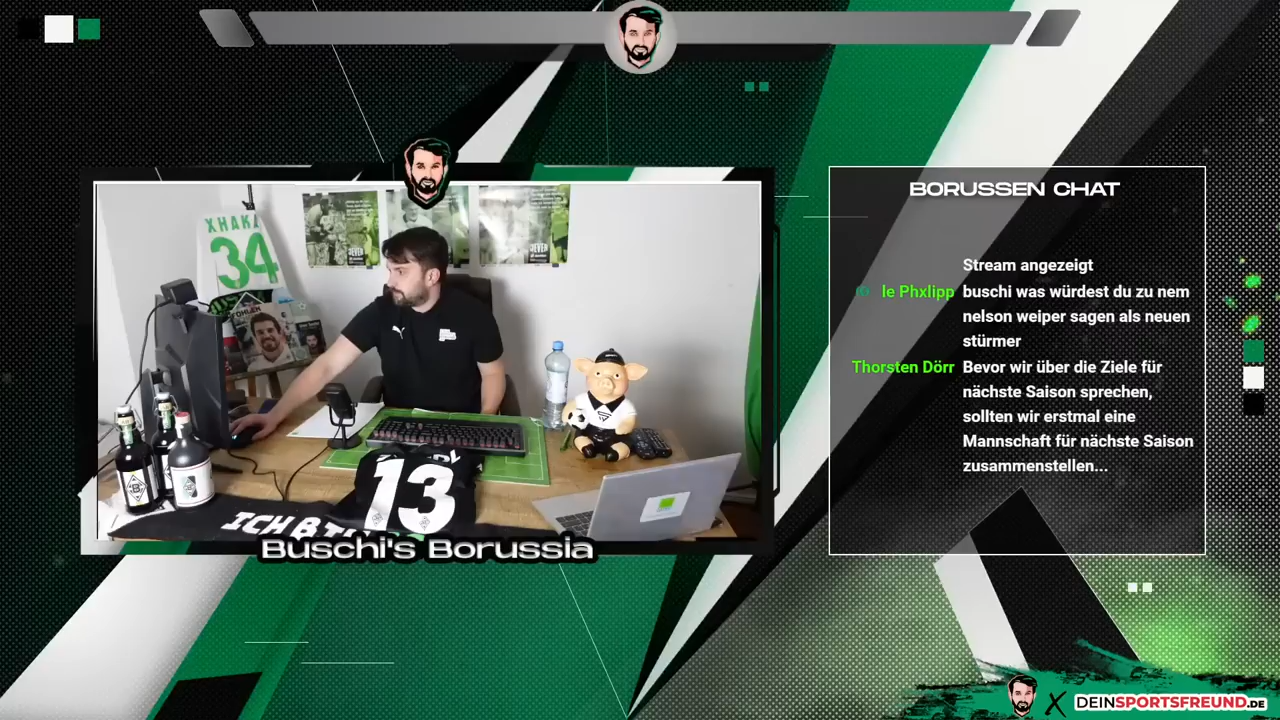 BORUSSEN CHAT
Stream angezeigt
le Phxlipp buschi was würdest du zu nem
nelson weiper sagen als neuen
stürmer
Thorsten Dörr Bevor wir über die Ziele für
nächste Saison sprechen,
sollten wir erstmal eine
Mannschaft für nächste Saison
zusammenstellen...
XHAKA
34
13
Buschi's Borussia
X DEINSPORTSFREUND.DE